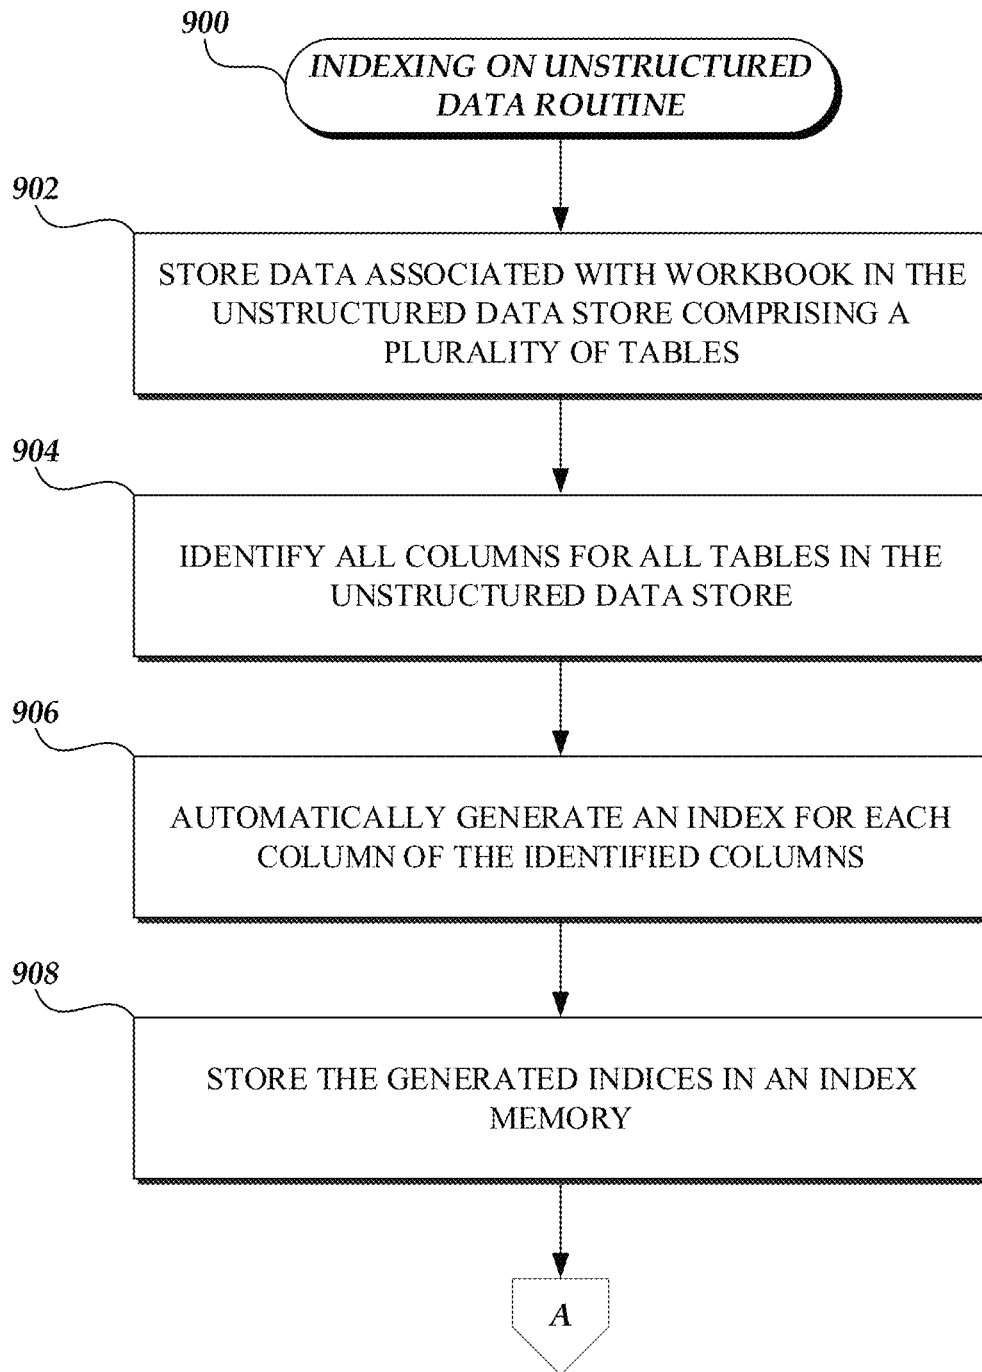 900
INDEXING ON UNSTRUCTURED
DATA ROUTINE
902
STORE DATA ASSOCIATED WITH WORKBOOK IN THE
UNSTRUCTURED DATA STORE COMPRISING A
PLURALITY OF TABLES
904
IDENTIFY ALL COLUMNS FOR ALL TABLES IN THE
UNSTRUCTURED DATA STORE
906
AUTOMATICALLY GENERATE AN INDEX FOR EACH
COLUMN OF THE IDENTIFIED COLUMNS
908
STORE THE GENERATED INDICES IN AN INDEX
MEMORY
A